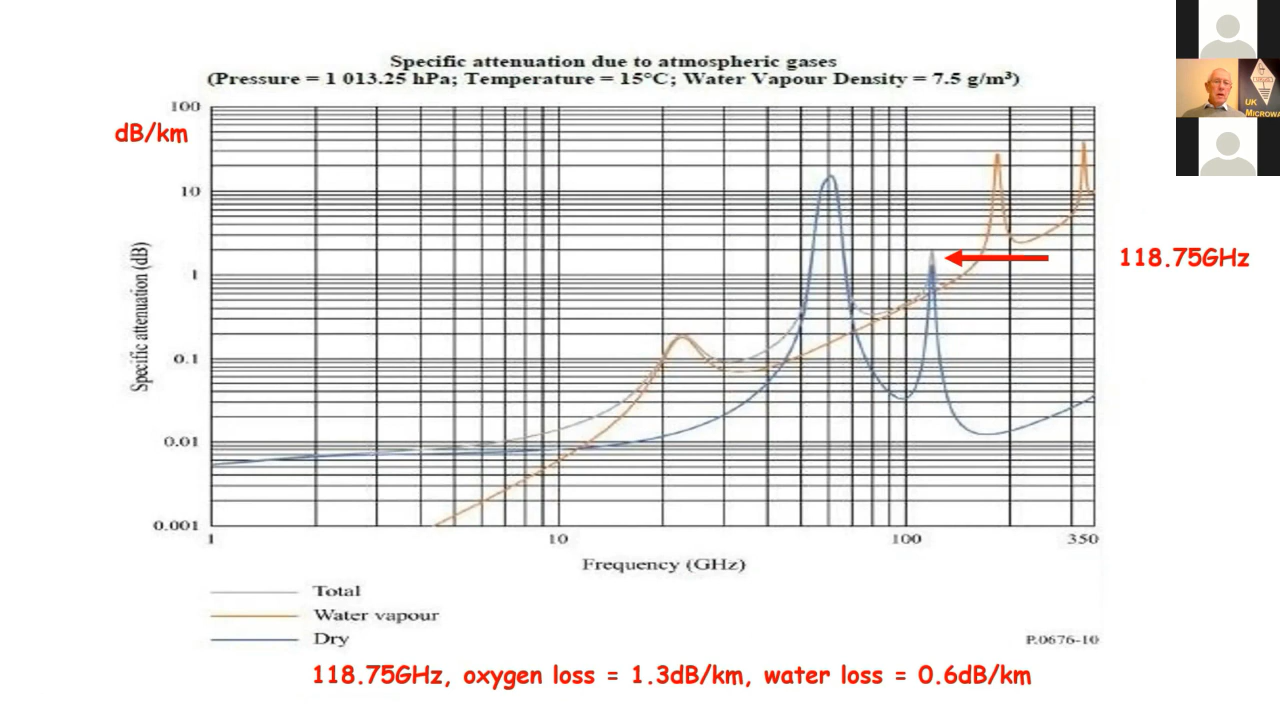 Specific attenuation due to atmospheric gases
(Pressure = 1 013.25 hPa; Temperature = 15°C; Water Vapour Density = 7.5 g/m³)
100
dB/km
10
1
0.1
0.01
0.001
Specific attenuation (dB)
118.75GHz
1
10
100
350
Frequency (GHz)
Total
Water vapour
Dry
P.0676-10
118.75GHz, oxygen loss = 1.3dB/km, water loss = 0.6dB/km
UK